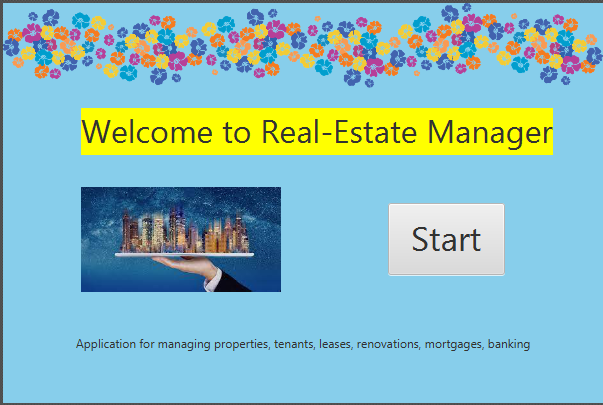 Welcome to Real-Estate Manager
Start
Application for managing properties, tenants, leases, renovations, mortgages, banking